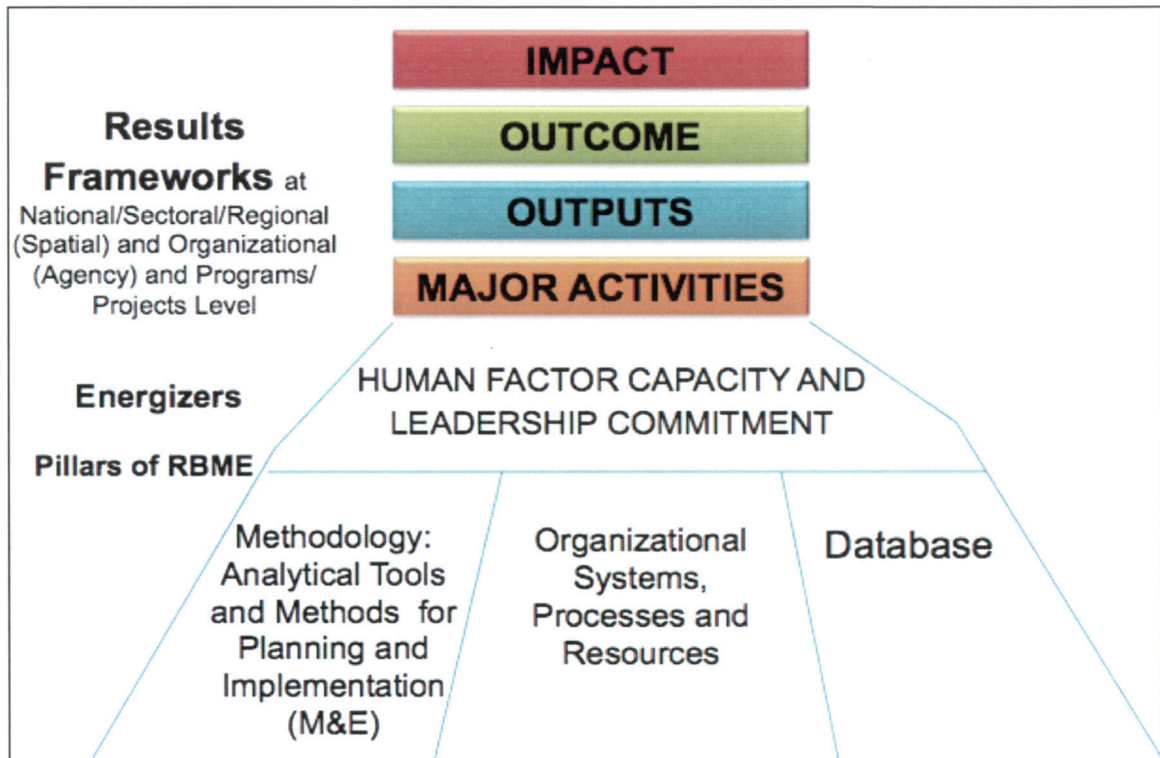 IMPACT
OUTCOME
OUTPUTS
MAJOR ACTIVITIES
Results
Frameworks at
National/Sectoral/Regional
(Spatial) and Organizational
(Agency) and Programs/
Projects Level
Energizers
HUMAN FACTOR CAPACITY AND
LEADERSHIP COMMITMENT
Pillars of RBME
Methodology:
Analytical Tools
and Methods for
Planning and
Implementation
(M&E)
Organizational
Systems,
Processes and
Resources
Database